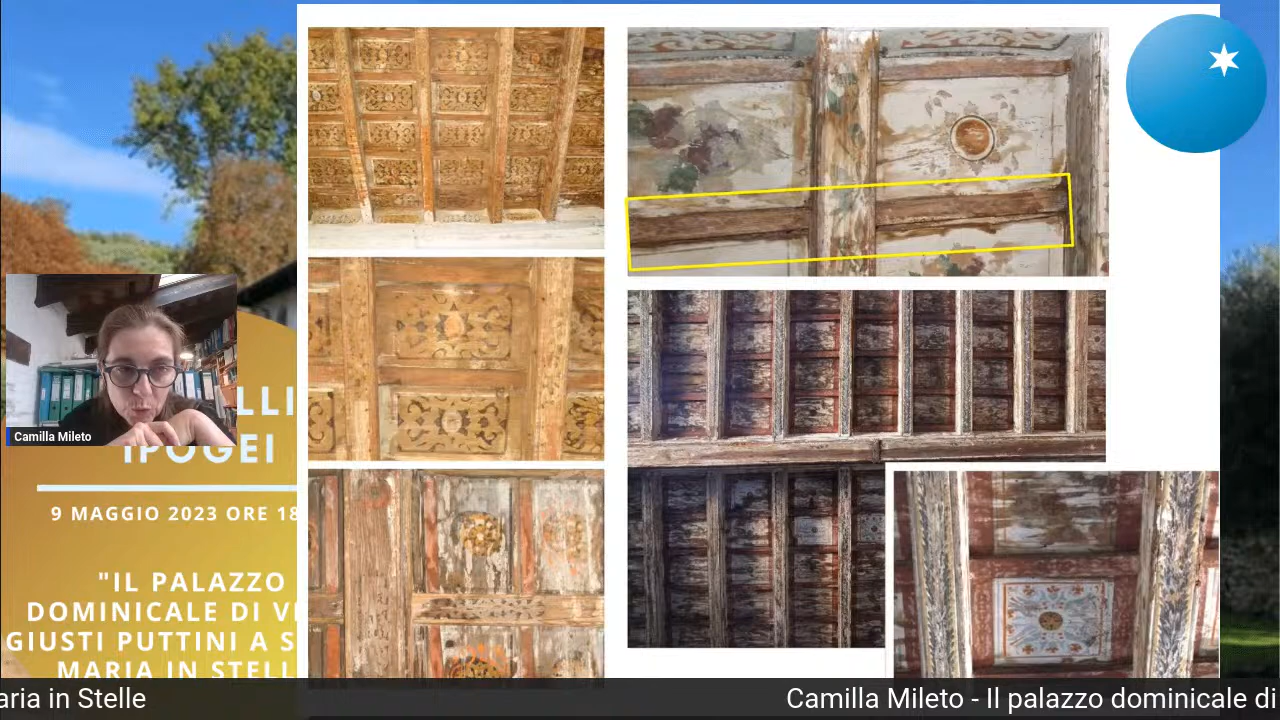 LLI
IPOGEI
9 MAGGIO 2023 ORE 18
"IL PALAZZO
DOMINICALE DI VI
GIUSTI PUTTINI A S
MARIA IN STELL
Camilla Mileto
aria in Stelle
Camilla Mileto - Il palazzo dominicale di